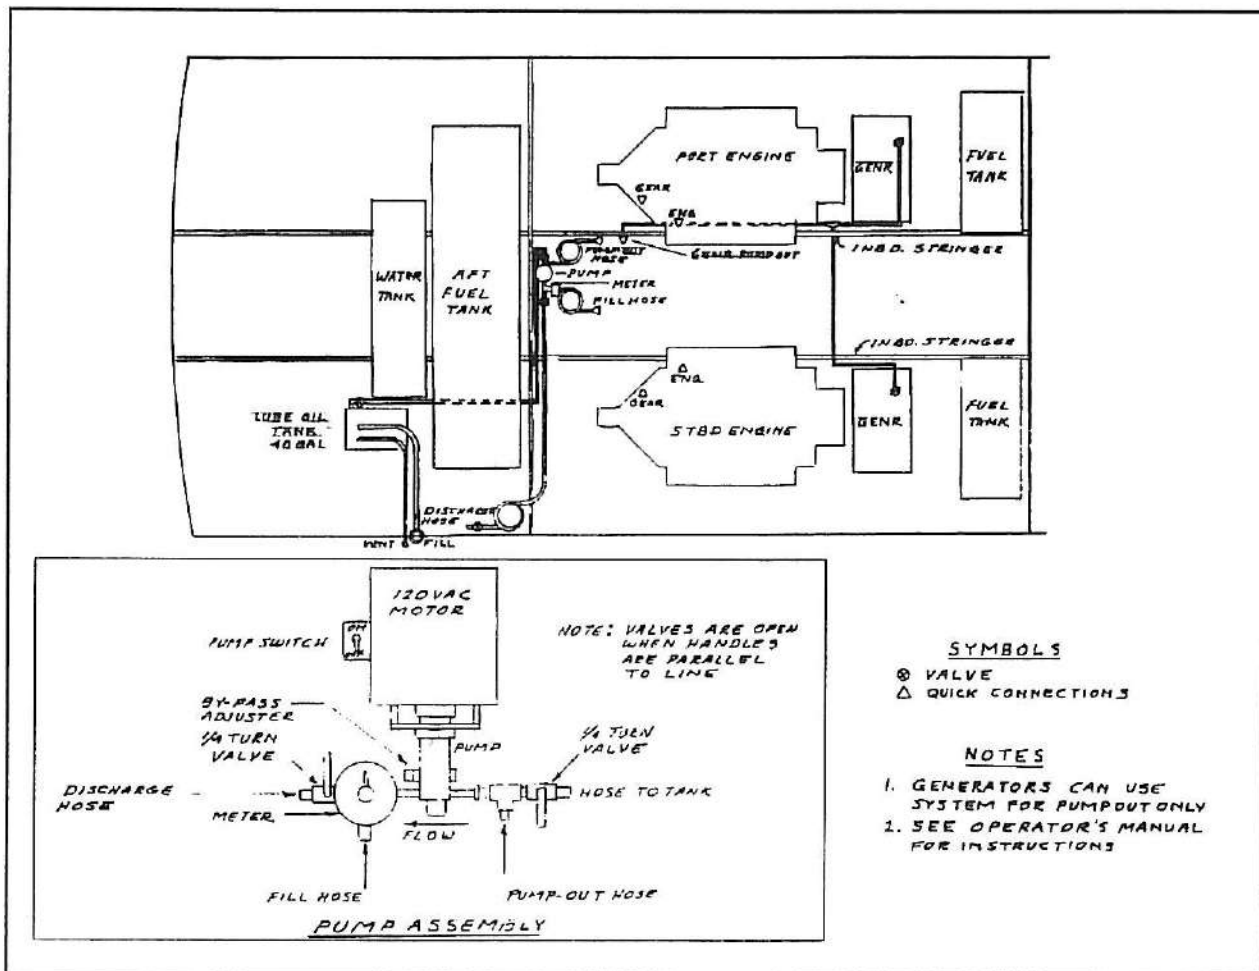 PORT ENGINE
GENR
FUEL
TANK
GEAR
ENG
INBD. STRINGER
PUMP OUT
HOSE
PUMP
METER
FILL HOSE
WATER
TANK
AFT
FUEL
TANK
INBD. STRINGER
ENG
GEAR
STBD ENGINE
GENR
FUEL
TANK
LUBE OIL
TANK
40 GAL
DISCHARGE
HOSE
VENT
FILL
120VAC
MOTOR
PUMP SWITCH
ON
OFF
NOTE: VALVES ARE OPEN
WHEN HANDLES
ARE PARALLEL
TO LINE
BY-PASS
ADJUSTER
1/4 TURN
VALVE
PUMP
1/4 TURN
VALVE
DISCHARGE
HOSE
METER
FLOW
HOSE TO TANK
FILL HOSE
PUMP-OUT HOSE
PUMP ASSEMBLY
SYMBOLS
⊗ VALVE
△ QUICK CONNECTIONS
NOTES
1. GENERATORS CAN USE
SYSTEM FOR PUMPOUT ONLY
2. SEE OPERATOR'S MANUAL
FOR INSTRUCTIONS